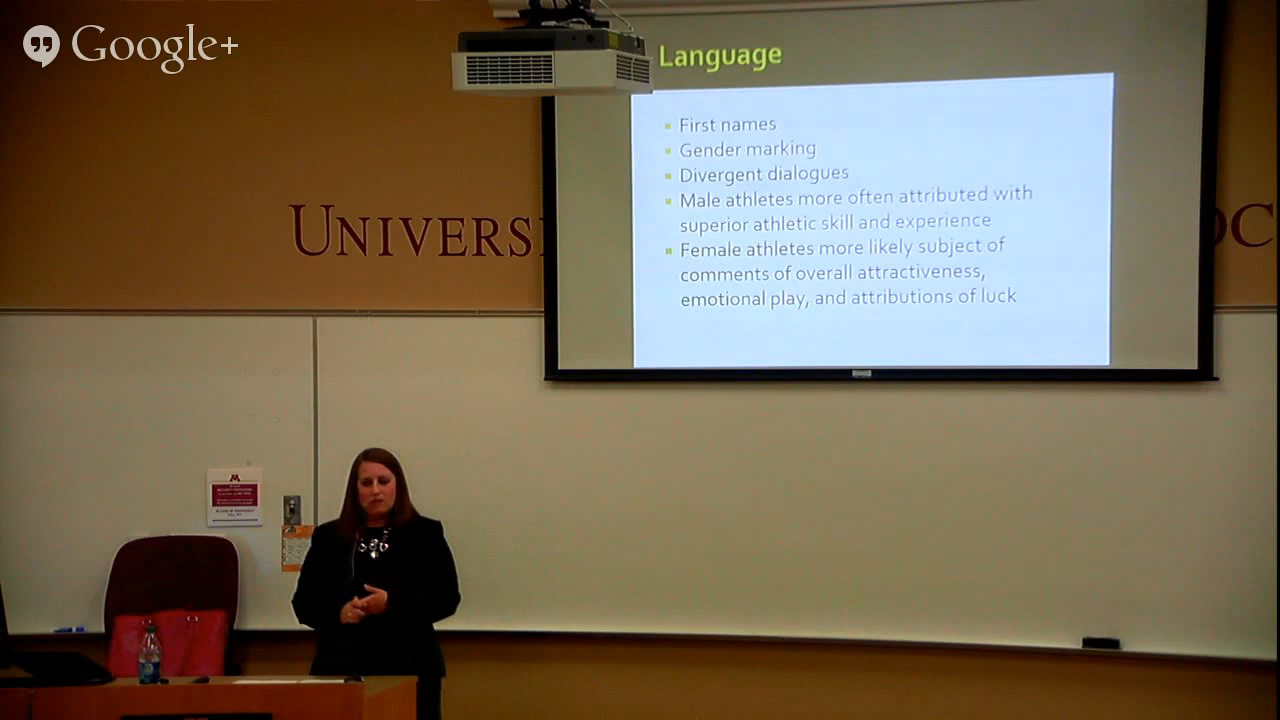 Google+
Language
First names
Gender marking
Divergent dialogues
Male athletes more often attributed with
superior athletic skill and experience
Female athletes more likely subject of
comments of overall attractiveness,
emotional play, and attributions of luck
UNIVERSI
OC
M